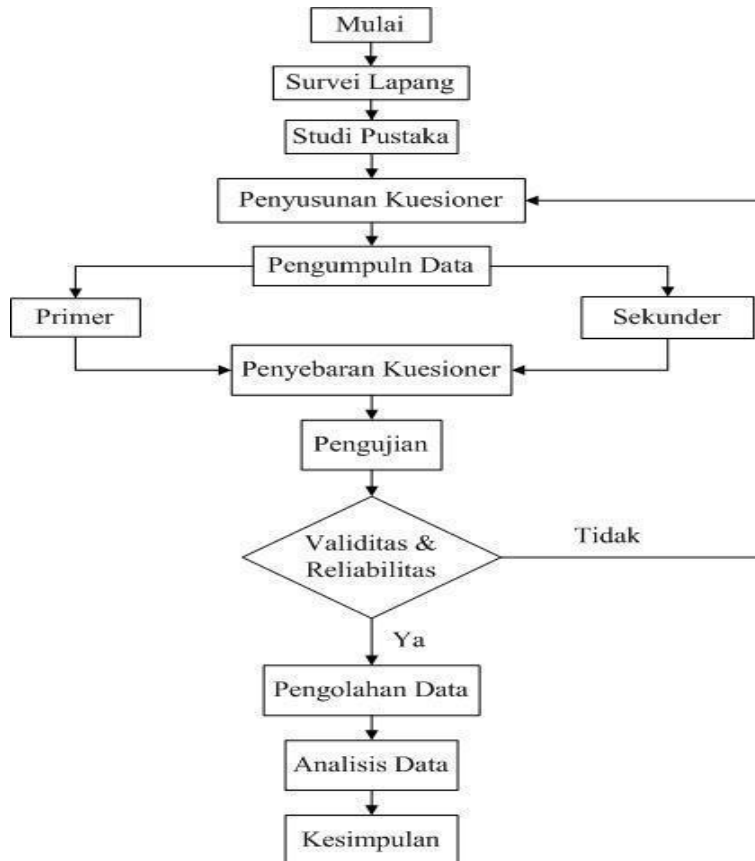 Mulai
Survei Lapang
Studi Pustaka
Penyusunan Kuesioner
Pengumpuln Data
Primer
Sekunder
Penyebaran Kuesioner
Pengujian
Validitas &
Reliabilitas
Tidak
Ya
Pengolahan Data
Analisis Data
Kesimpulan